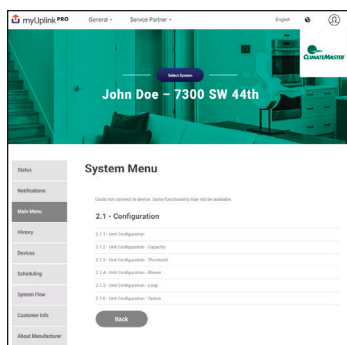 myUplink PRO
General
Service Partner
English
ClimateMaster
Select System
John Doe – 7300 SW 44th
Status
Notifications
Main Menu
History
Devices
Scheduling
System Flow
Customer Info
About Manufacturer
System Menu
Could not connect to device. Some functionality may not be available.
2.1 - Configuration
2.1.1 - Unit Configuration
2.1.2 - Unit Configuration - Capacity
2.1.3 - Unit Configuration - Threshold
2.1.4 - Unit Configuration - Blower
2.1.5 - Unit Configuration - Loop
2.1.6 - Unit Configuration - Option
Back